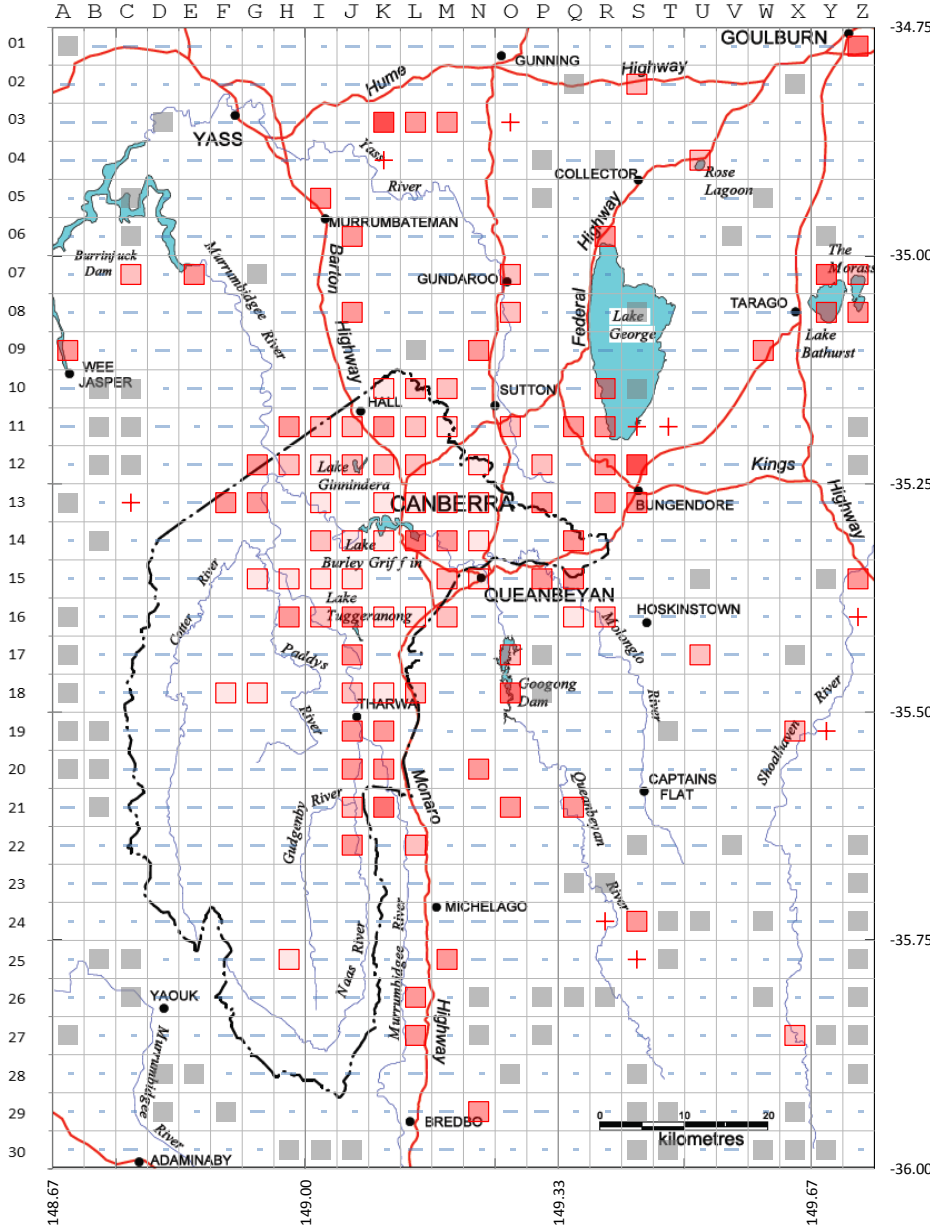 A B C D E F G H I J K L M N O P Q R S T U V W X Y Z
01
02
03
04
05
06
07
08
09
10
11
12
13
14
15
16
17
18
19
20
21
22
23
24
25
26
27
28
29
30
-34.75
-35.00
-35.25
-35.50
-35.75
-36.00
148.67
149.00
149.33
149.67
GOULBURN
GUNNING
Hume
Highway
YASS
Yass
River
COLLECTOR
Rose
Lagoon
MURRUMBATEMAN
Highway
Burrinjuck
Dam
Murrumbidgee
River
Barton
Highway
GUNDAROO
Federal
The
Morass
TARAGO
Lake
George
Lake
Bathurst
WEE
JASPER
SUTTON
HALL
Lake
Ginnindera
Kings
Highway
CANBERRA
BUNGENDORE
Lake
Burley Griffin
QUEANBEYAN
River
Cotter
Lake
Tuggeranong
HOSKINSTOWN
Molonglo
River
Paddys
River
Googong
Dam
THARWA
River
Shoalhaven
Monaro
CAPTAINS
FLAT
Queanbeyan
River
River
Gudgenby
MICHELAGO
River
Naas
River
Murrumbidgee
Highway
YAOUK
Murrumbidgee
River
BREDBO
ADAMINABY
0 10 20
kilometres